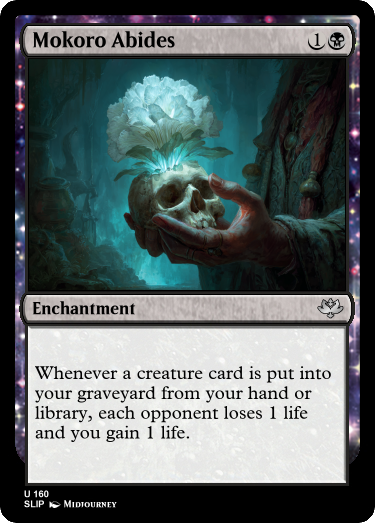 Mokoro Abides 1
Enchantment
Whenever a creature card is put into
your graveyard from your hand or
library, each opponent loses 1 life
and you gain 1 life.
U 160
SLIP Midjourney